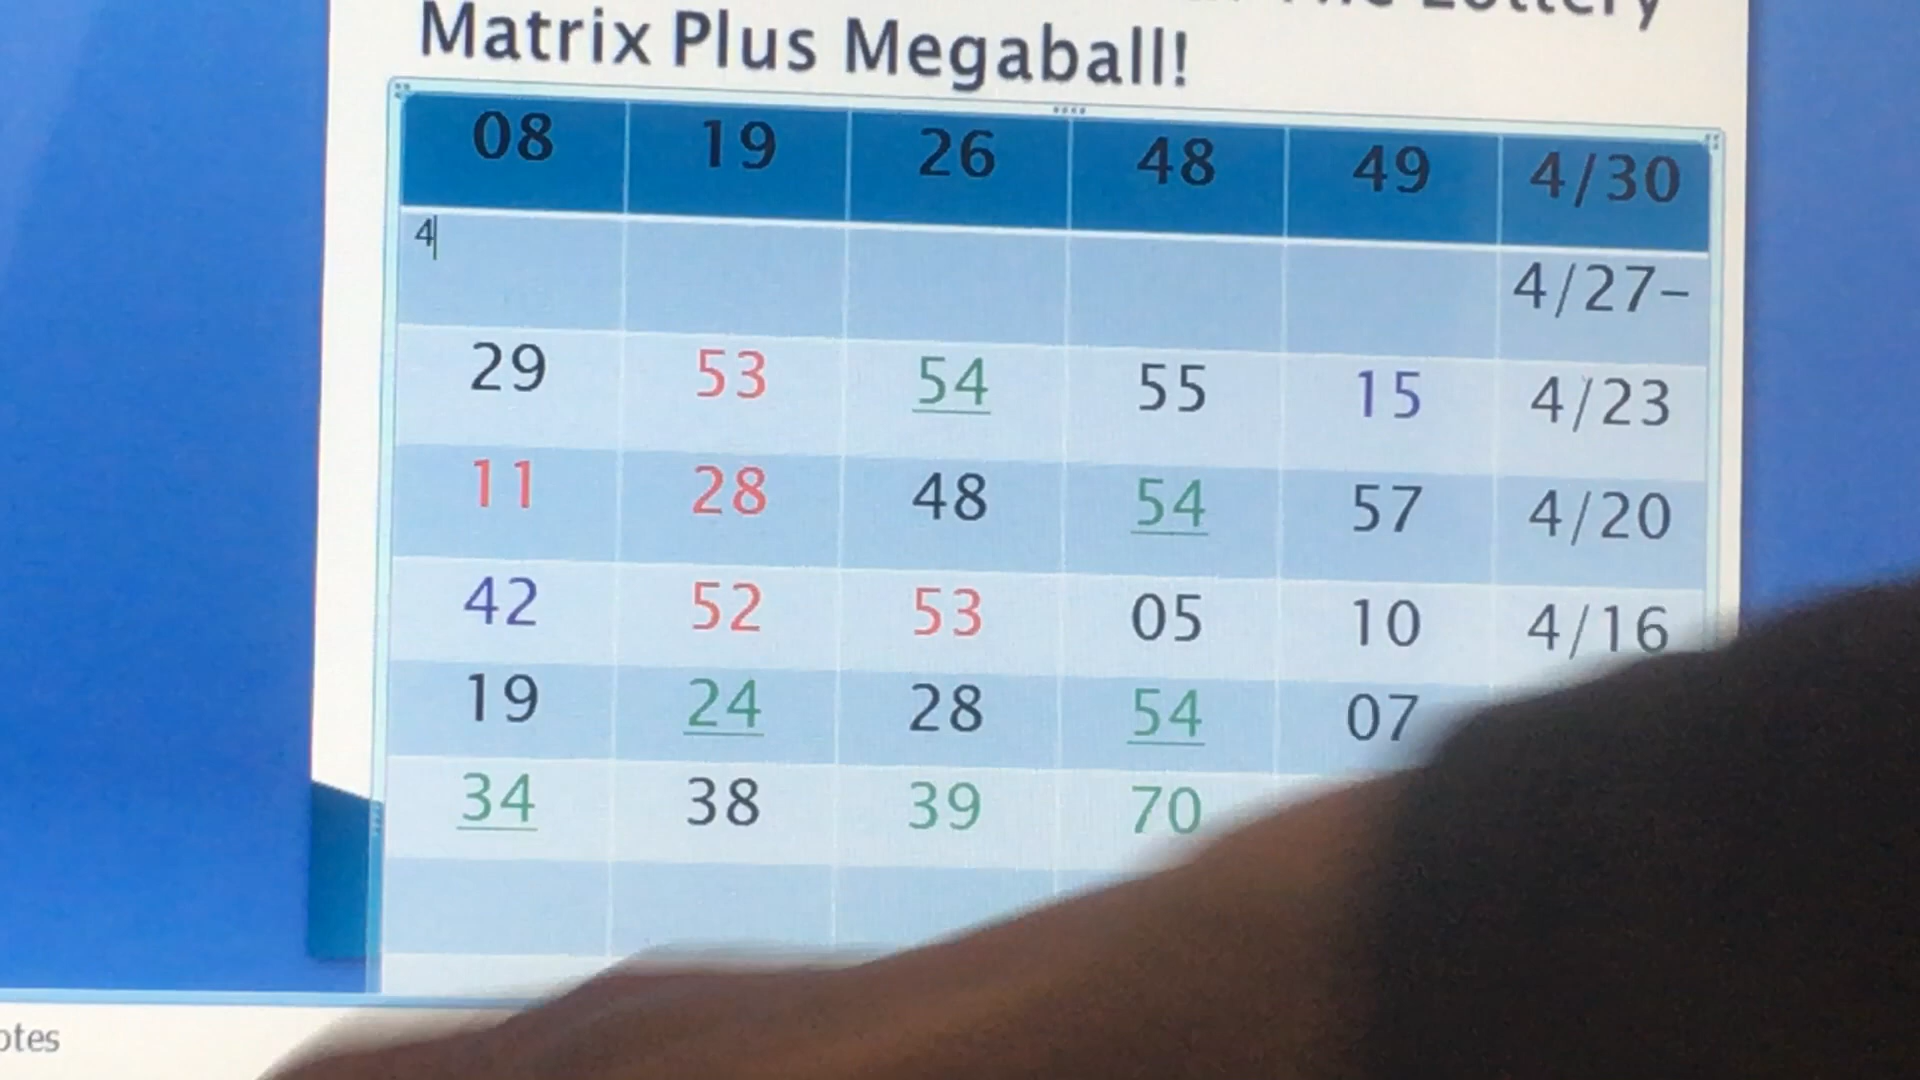 Lottery
Matrix Plus Megaball!
08 19 26 48 49 4/30
4 4/27-
29 53 54 55 15 4/23
11 28 48 54 57 4/20
42 52 53 05 10 4/16
19 24 28 54 07
34 38 39 70